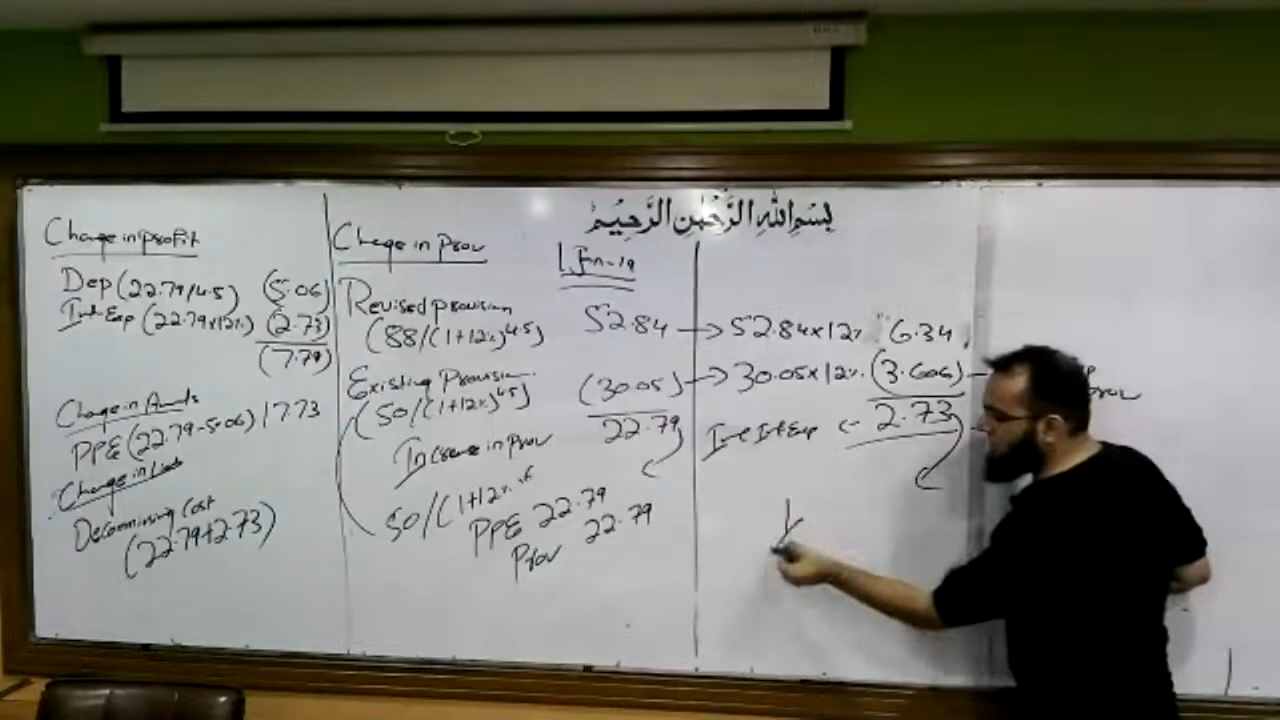 بسم الله الرحمن الرحيم
Change in Profit
Dep (22.79/4.5) (5.06)
Int Exp (22.79x12%) (2.73)
(7.79)
Change in Assets
PPE (22.79-5.06) 17.73
Change in Liab
Decommissioning Cost
(22.79+2.73)
Change in Prov
1-Jan-19
Revised provision
(88/(1+12%)^4.5) 52.84
Existing Provision
(50/(1+12%)^4.5) (30.05)
Increase in Prov 22.79
50/(1+12%
PPE 22.79
Prov 22.79
→ 52.84x12% 6.34
→ 30.05x12% (3.606)
Int Exp ← 2.73